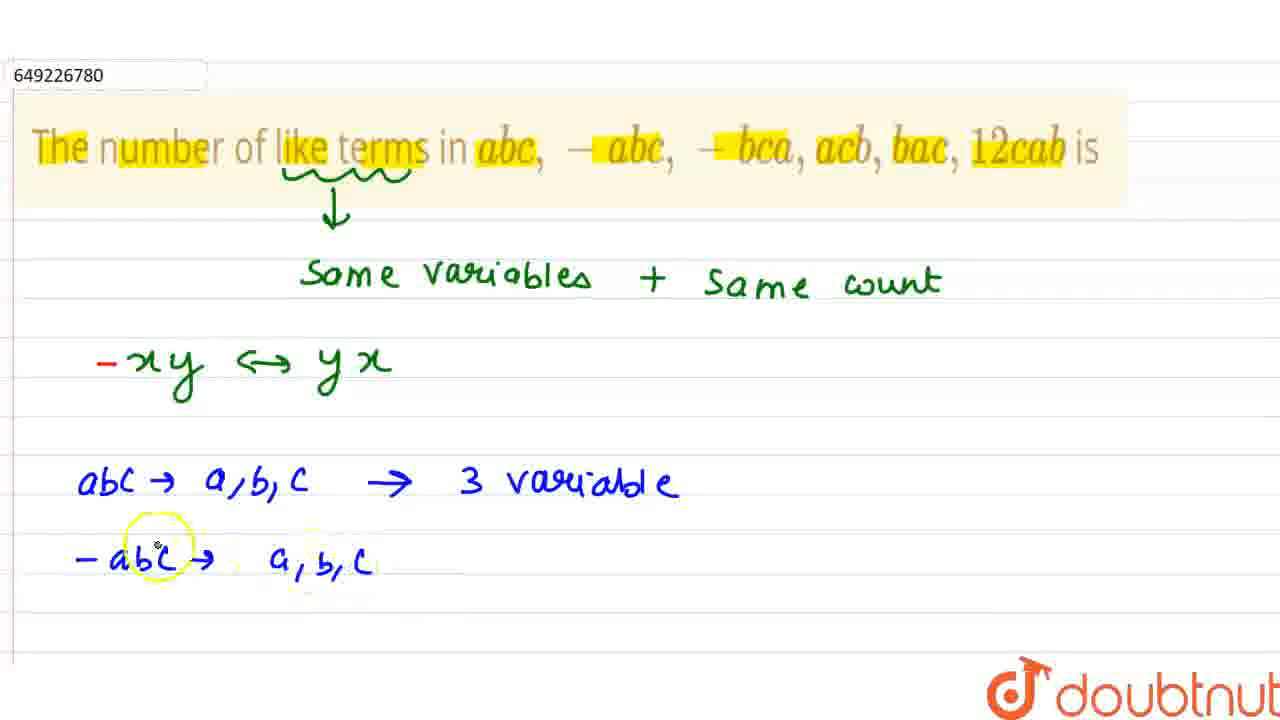 649226780
The number of like terms in abc, − abc, − bca, acb, bac, 12cab is
↓
Same variables + Same count
- xy ↔ yx
abc → a, b, c → 3 variable
- abc → a, b, c
doubtnut